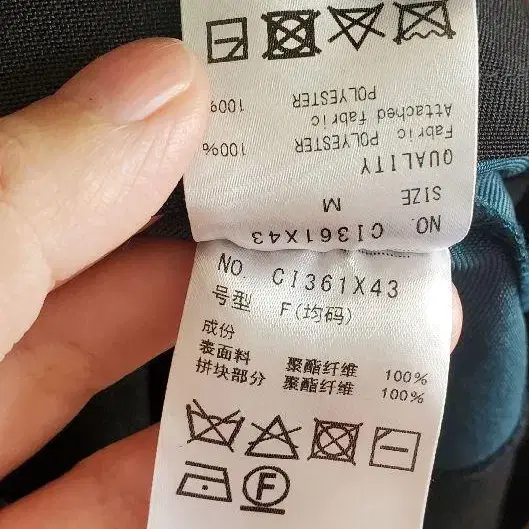 NO. CI361X43
SIZE M
QUALITY
Fabric POLYESTER 100%
Attached fabric
POLYESTER 100%
NO CI361X43
号型 F(均码)
成份
表面料 聚酯纤维 100%
拼块部分 聚酯纤维 100%
F